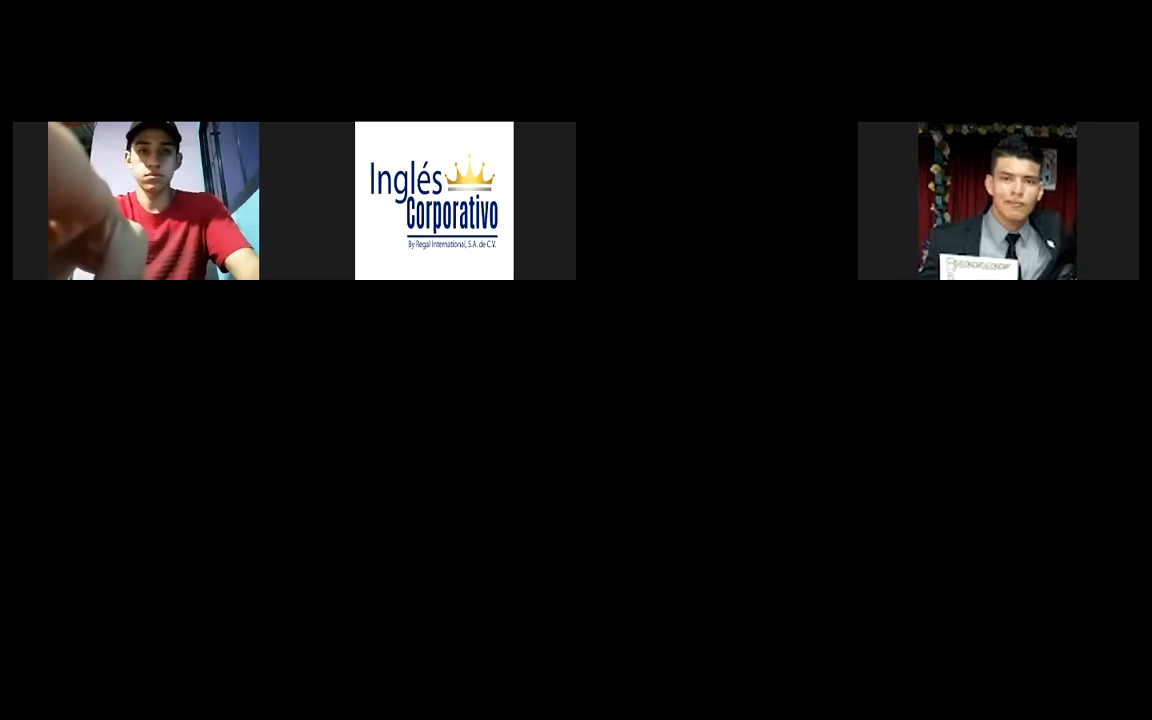 Inglés
Corporativo
By Regal International, S.A. de C.V.